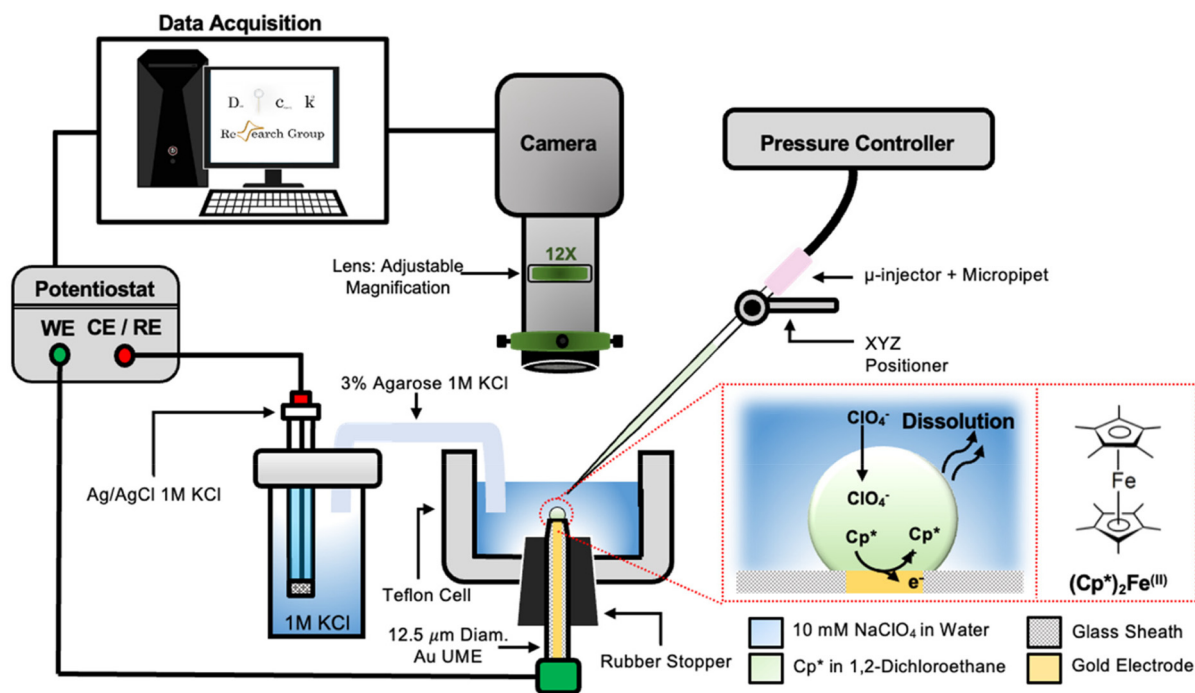 Data Acquisition
D c k
Research Group
Camera
Pressure Controller
12X
Lens: Adjustable
Magnification
μ-injector + Micropipet
XYZ
Positioner
Potentiostat
WE CE / RE
3% Agarose 1M KCl
Ag/AgCl 1M KCl
1M KCl
Teflon Cell
12.5 μm Diam.
Au UME
Rubber Stopper
ClO₄⁻
Dissolution
ClO₄⁻
Cp* Cp*
e⁻
Fe
(Cp*)₂Fe⁽ᴵᴵ⁾
10 mM NaClO₄ in Water
Glass Sheath
Cp* in 1,2-Dichloroethane
Gold Electrode